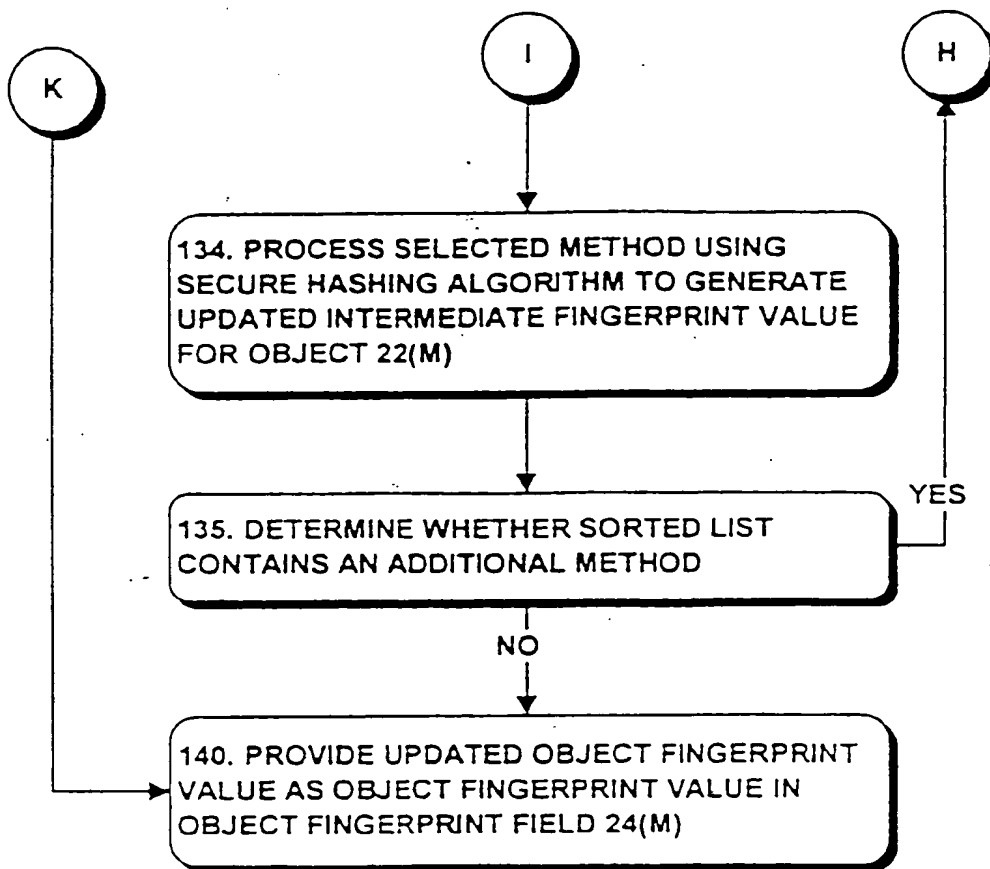 K
I
H
134. PROCESS SELECTED METHOD USING
SECURE HASHING ALGORITHM TO GENERATE
UPDATED INTERMEDIATE FINGERPRINT VALUE
FOR OBJECT 22(M)
YES
135. DETERMINE WHETHER SORTED LIST
CONTAINS AN ADDITIONAL METHOD
NO
140. PROVIDE UPDATED OBJECT FINGERPRINT
VALUE AS OBJECT FINGERPRINT VALUE IN
OBJECT FINGERPRINT FIELD 24(M)